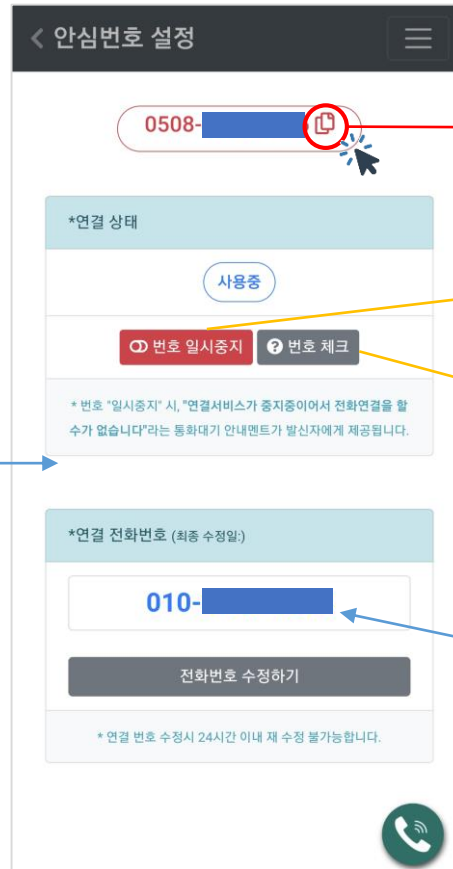 안심번호 설정
0508-
*연결 상태
사용중
번호 일시중지
번호 체크
* 번호 "일시중지" 시, "연결서비스가 중지중이어서 전화연결을 할
수가 없습니다"라는 통화대기 안내멘트가 발신자에게 제공됩니다.
*연결 전화번호 (최종 수정일:)
010-
전화번호 수정하기
* 연결 번호 수정시 24시간 이내 재 수정 불가능합니다.